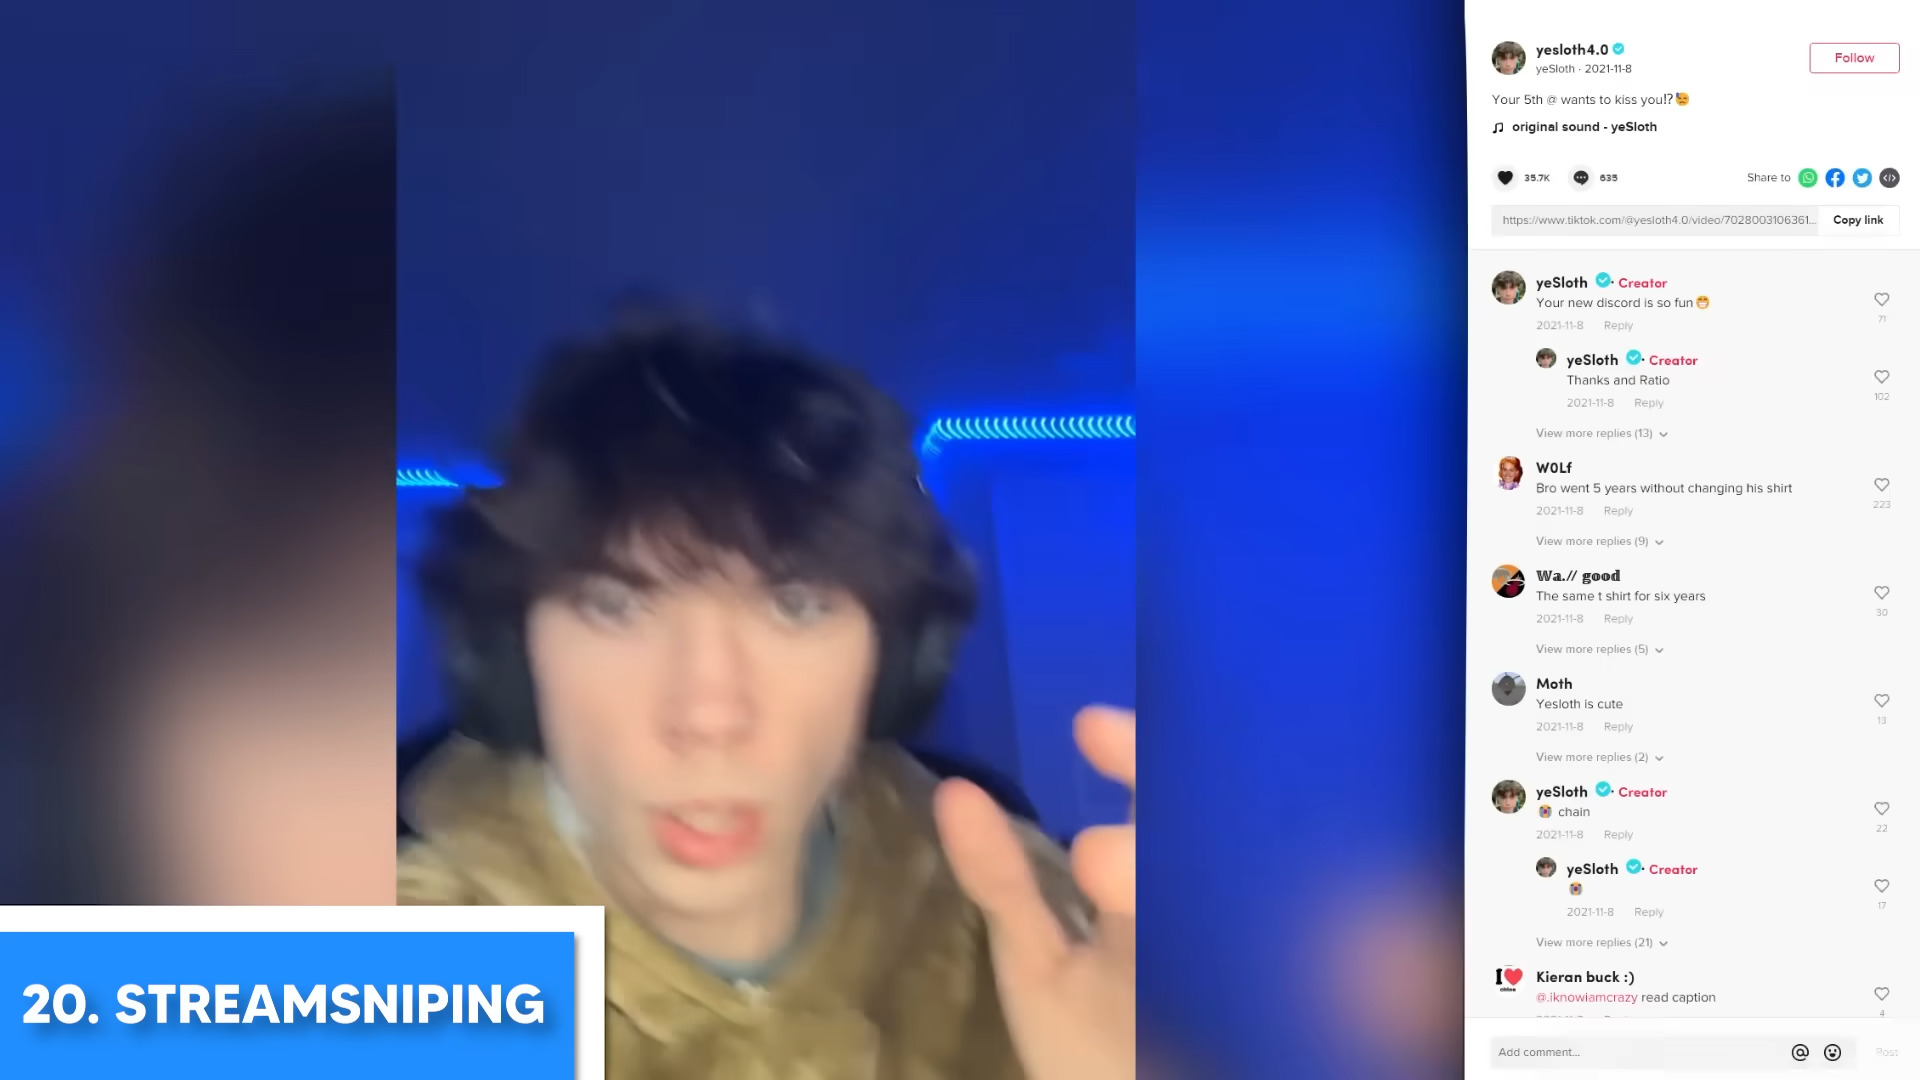 yesloth4.0
yeSloth · 2021-11-8
Follow
Your 5th @ wants to kiss you!?
original sound - yeSloth
35.7K
635
Share to
https://www.tiktok.com/@yesloth4.0/video/7028003106361...
Copy link
yeSloth · Creator
Your new discord is so fun
2021-11-8 Reply
71
yeSloth · Creator
Thanks and Ratio
2021-11-8 Reply
102
View more replies (13)
W0Lf
Bro went 5 years without changing his shirt
2021-11-8 Reply
223
View more replies (9)
𝕎𝕒.// 𝕘𝕠𝕠𝕕
The same t shirt for six years
2021-11-8 Reply
30
View more replies (5)
Moth
Yesloth is cute
2021-11-8 Reply
13
View more replies (2)
yeSloth · Creator
chain
2021-11-8 Reply
22
yeSloth · Creator
2021-11-8 Reply
17
View more replies (21)
Kieran buck :)
@.iknowiamcrazy read caption
4
Add comment...
Post
20. STREAMSNIPING